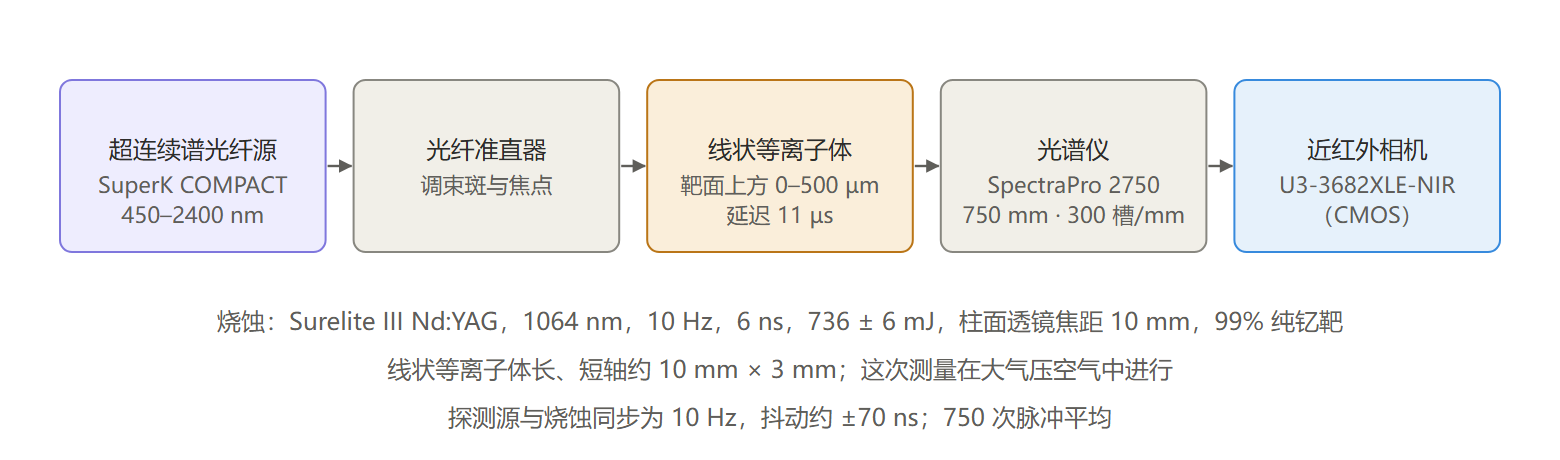 超连续谱光纤源
SuperK COMPACT
450–2400 nm
光纤准直器
调束斑与焦点
线状等离子体
靶面上方 0–500 μm
延迟 11 μs
光谱仪
SpectraPro 2750
750 mm · 300 槽/mm
近红外相机
U3-3682XLE-NIR
（CMOS）
烧蚀：Surelite III Nd:YAG，1064 nm，10 Hz，6 ns，736 ± 6 mJ，柱面透镜焦距 10 mm，99% 纯钇靶
线状等离子体长、短轴约 10 mm × 3 mm；这次测量在大气压空气中进行
探测源与烧蚀同步为 10 Hz，抖动约 ±70 ns；750 次脉冲平均